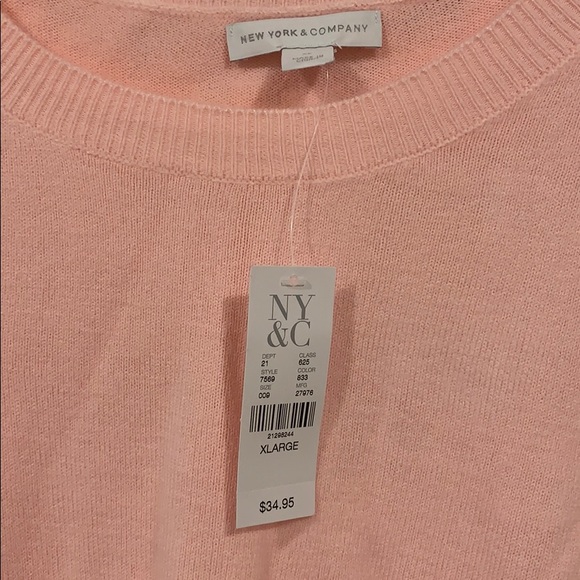 NEW YORK & COMPANY
NY
&C
DEPT CLASS
21 625
STYLE COLOR
7569 833
SIZE MFG
009 27976
21298244
XLARGE
$34.95